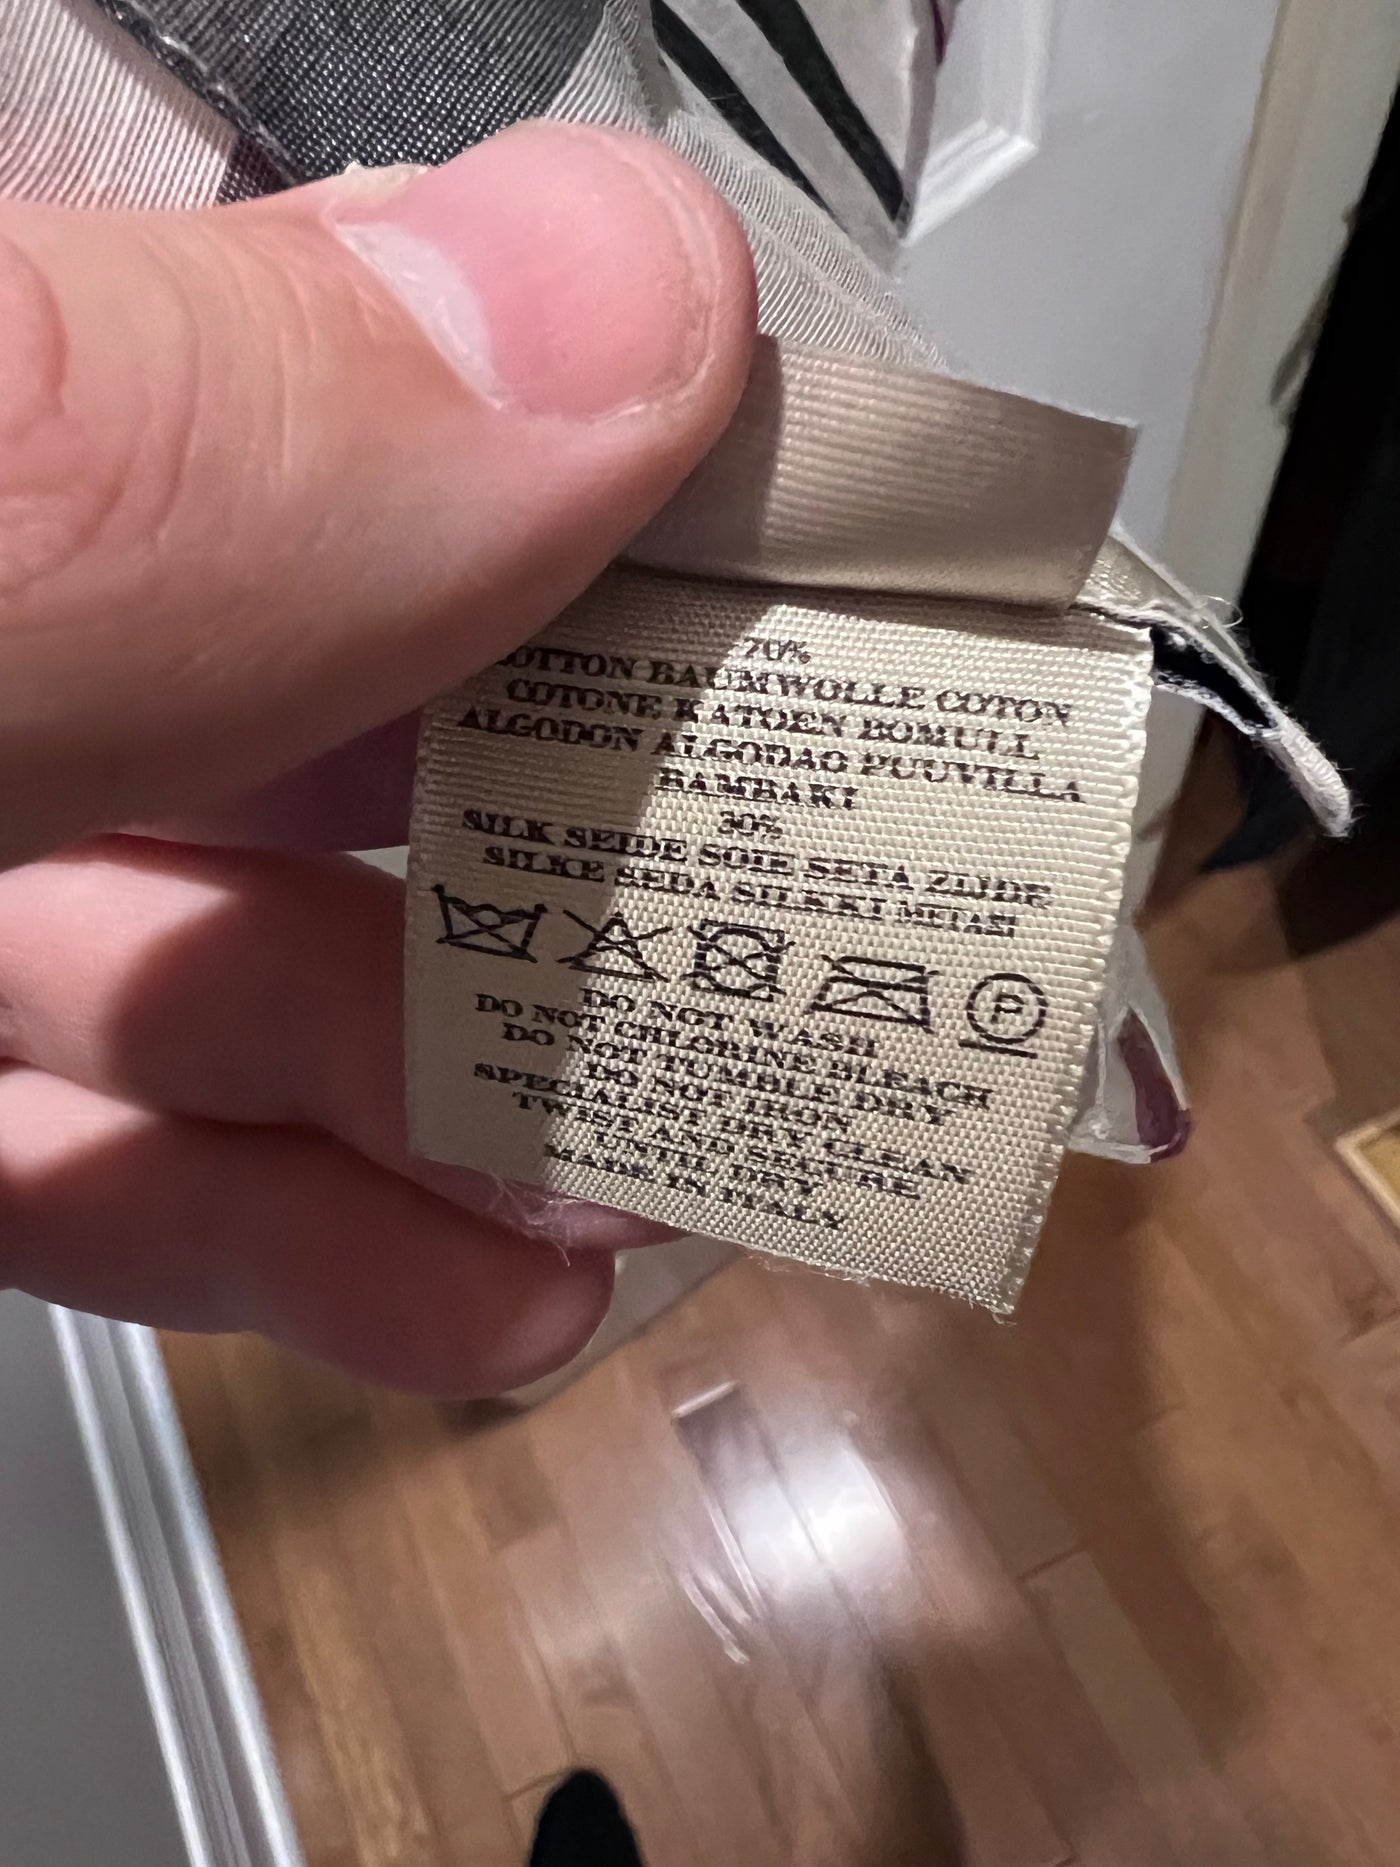 70%
COTTON BAUMWOLLE COTON
COTONE KATOEN BOMULL
ALGODON ALGODAO PUUVILLA
BAMBAKI
30%
SILK SEIDE SOIE SETA ZIJDE
SILKE SEDA SILKKI METAXI
P
DO NOT WASH
DO NOT CHLORINE BLEACH
DO NOT TUMBLE DRY
DO NOT IRON
SPECIALIST DRY CLEAN
TWIST AND SECURE
UNTIL DRY
MADE IN ITALY